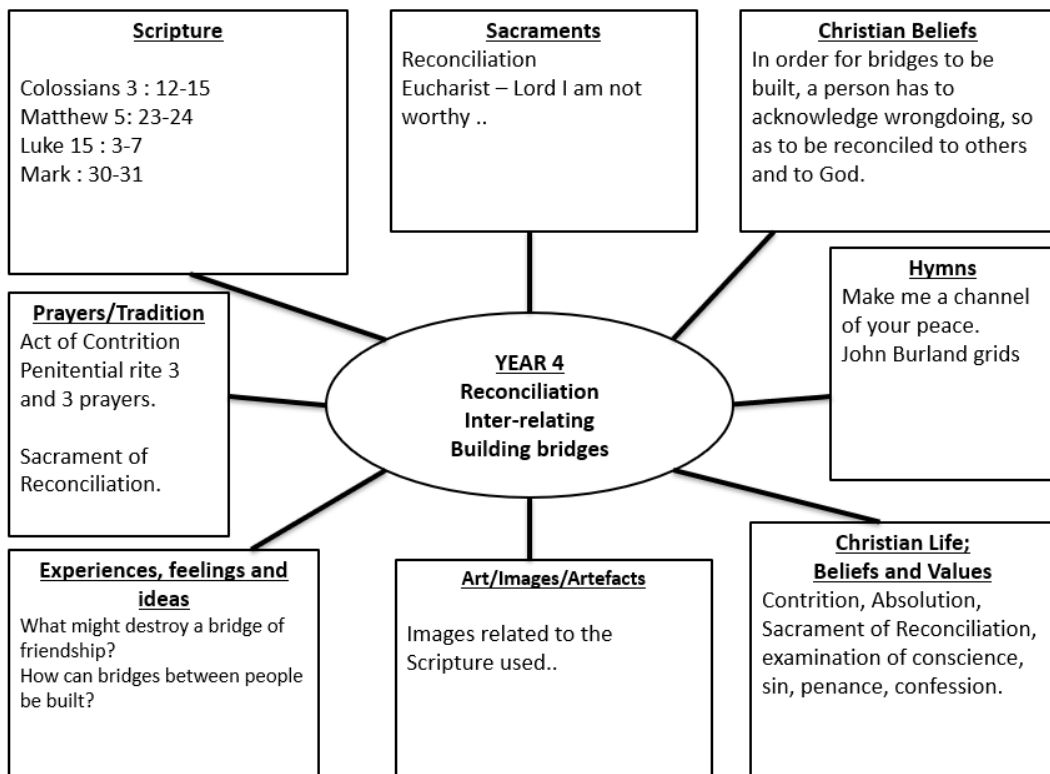 Scripture
Colossians 3 : 12-15
Matthew 5: 23-24
Luke 15 : 3-7
Mark : 30-31
Sacraments
Reconciliation
Eucharist – Lord I am not
worthy ..
Christian Beliefs
In order for bridges to be
built, a person has to
acknowledge wrongdoing, so
as to be reconciled to others
and to God.
Prayers/Tradition
Act of Contrition
Penitential rite 3
and 3 prayers.
Sacrament of
Reconciliation.
YEAR 4
Reconciliation
Inter-relating
Building bridges
Hymns
Make me a channel
of your peace.
John Burland grids
Experiences, feelings and
ideas
What might destroy a bridge of
friendship?
How can bridges between people
be built?
Art/Images/Artefacts
Images related to the
Scripture used..
Christian Life;
Beliefs and Values
Contrition, Absolution,
Sacrament of Reconciliation,
examination of conscience,
sin, penance, confession.